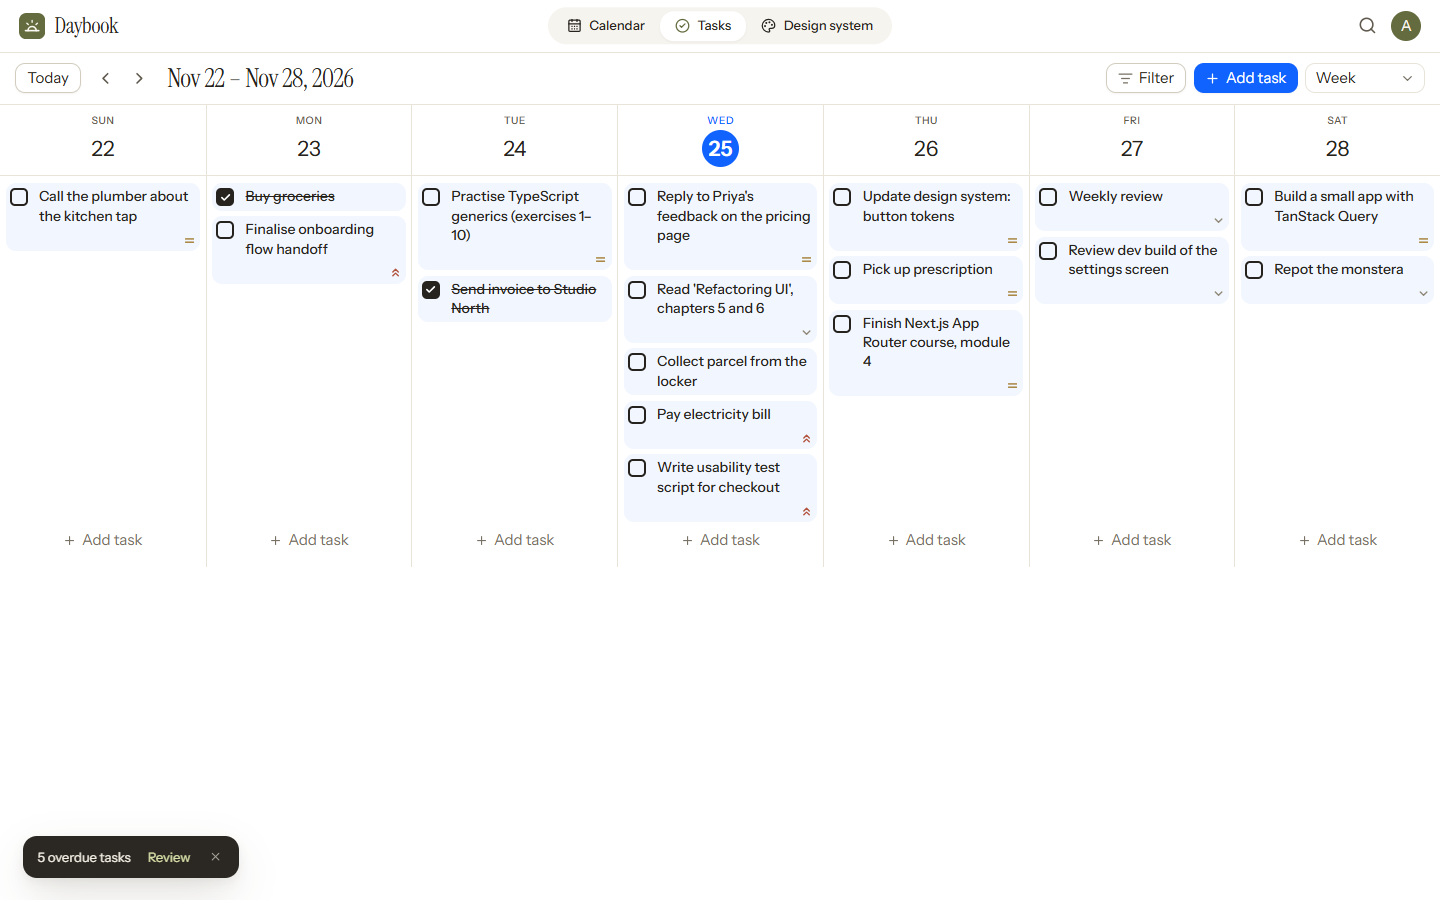 Daybook
Calendar
Tasks
Design system
A
Today
Nov 22 – Nov 28, 2026
Filter
Add task
Week
SUN
22
MON
23
TUE
24
WED
25
THU
26
FRI
27
SAT
28
Call the plumber about
the kitchen tap
Buy groceries
Finalise onboarding
flow handoff
Practise TypeScript
generics (exercises 1–
10)
Send invoice to Studio
North
Reply to Priya's
feedback on the pricing
page
Read 'Refactoring UI',
chapters 5 and 6
Collect parcel from the
locker
Pay electricity bill
Write usability test
script for checkout
Update design system:
button tokens
Pick up prescription
Finish Next.js App
Router course, module
4
Weekly review
Review dev build of the
settings screen
Build a small app with
TanStack Query
Repot the monstera
Add task
Add task
Add task
Add task
Add task
Add task
Add task
5 overdue tasks
Review